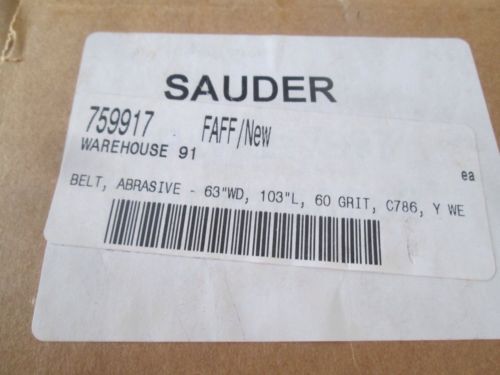 SAUDER
759917 FAFF/New
WAREHOUSE 91
ea
BELT, ABRASIVE - 63"WD, 103"L, 60 GRIT, C786, Y WE